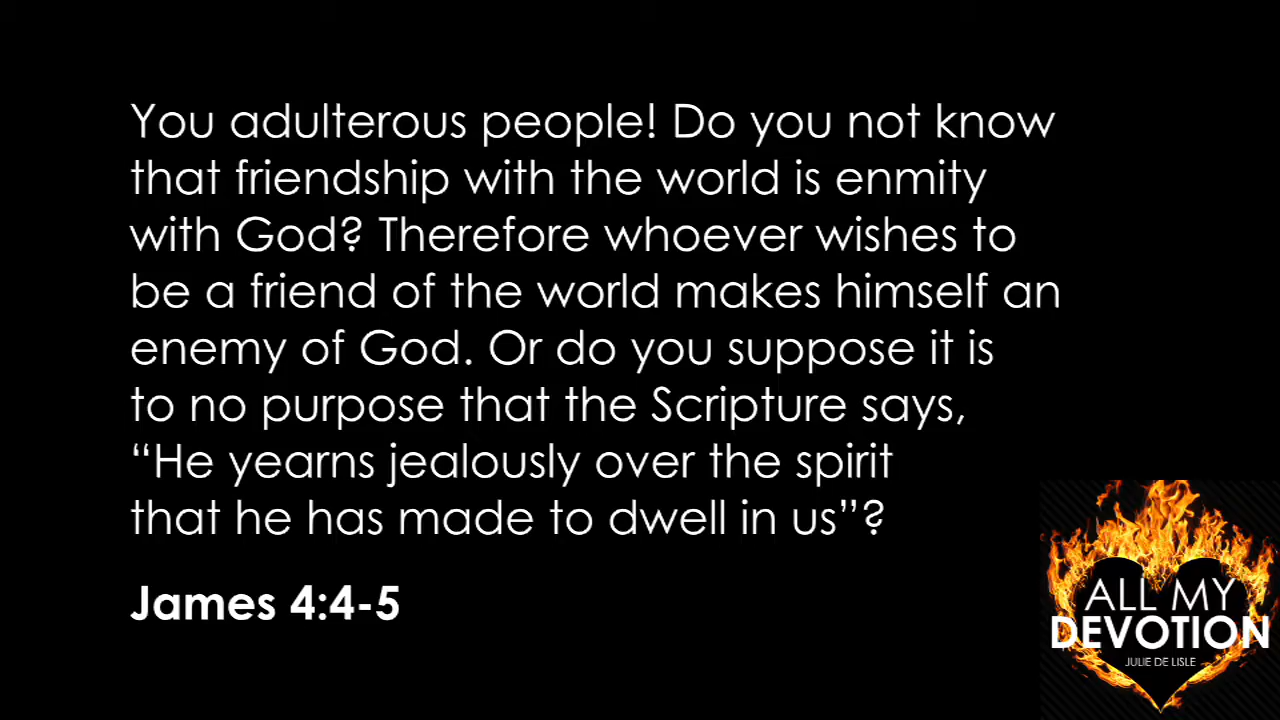 You adulterous people! Do you not know
that friendship with the world is enmity
with God? Therefore whoever wishes to
be a friend of the world makes himself an
enemy of God. Or do you suppose it is
to no purpose that the Scripture says,
“He yearns jealously over the spirit
that he has made to dwell in us”?
James 4:4-5
ALL MY
DEVOTION
JULIE DE LISLE